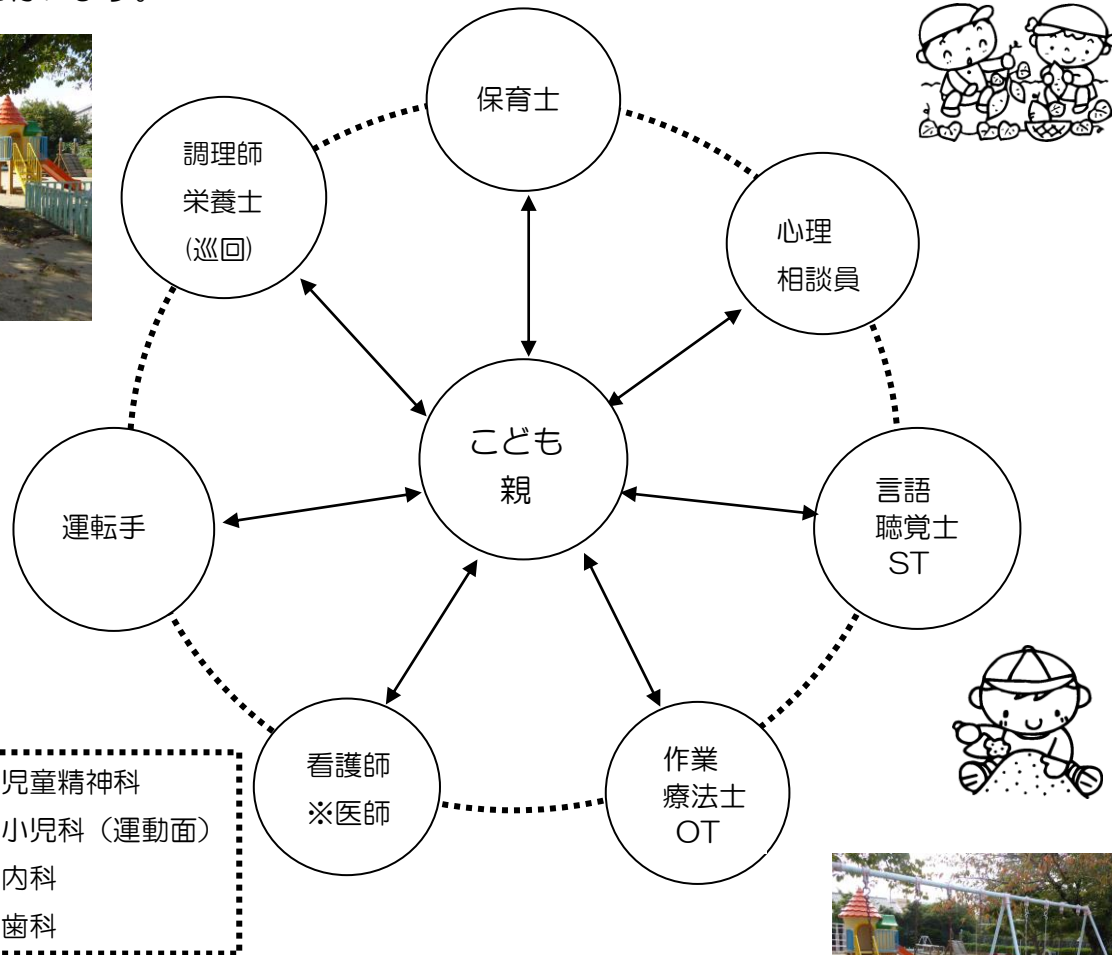 保育士
調理師
栄養士
(巡回)
心理
相談員
こども
親
運転手
言語
聴覚士
ST
看護師
※医師
作業
療法士
OT
児童精神科
小児科（運動面）
内科
歯科